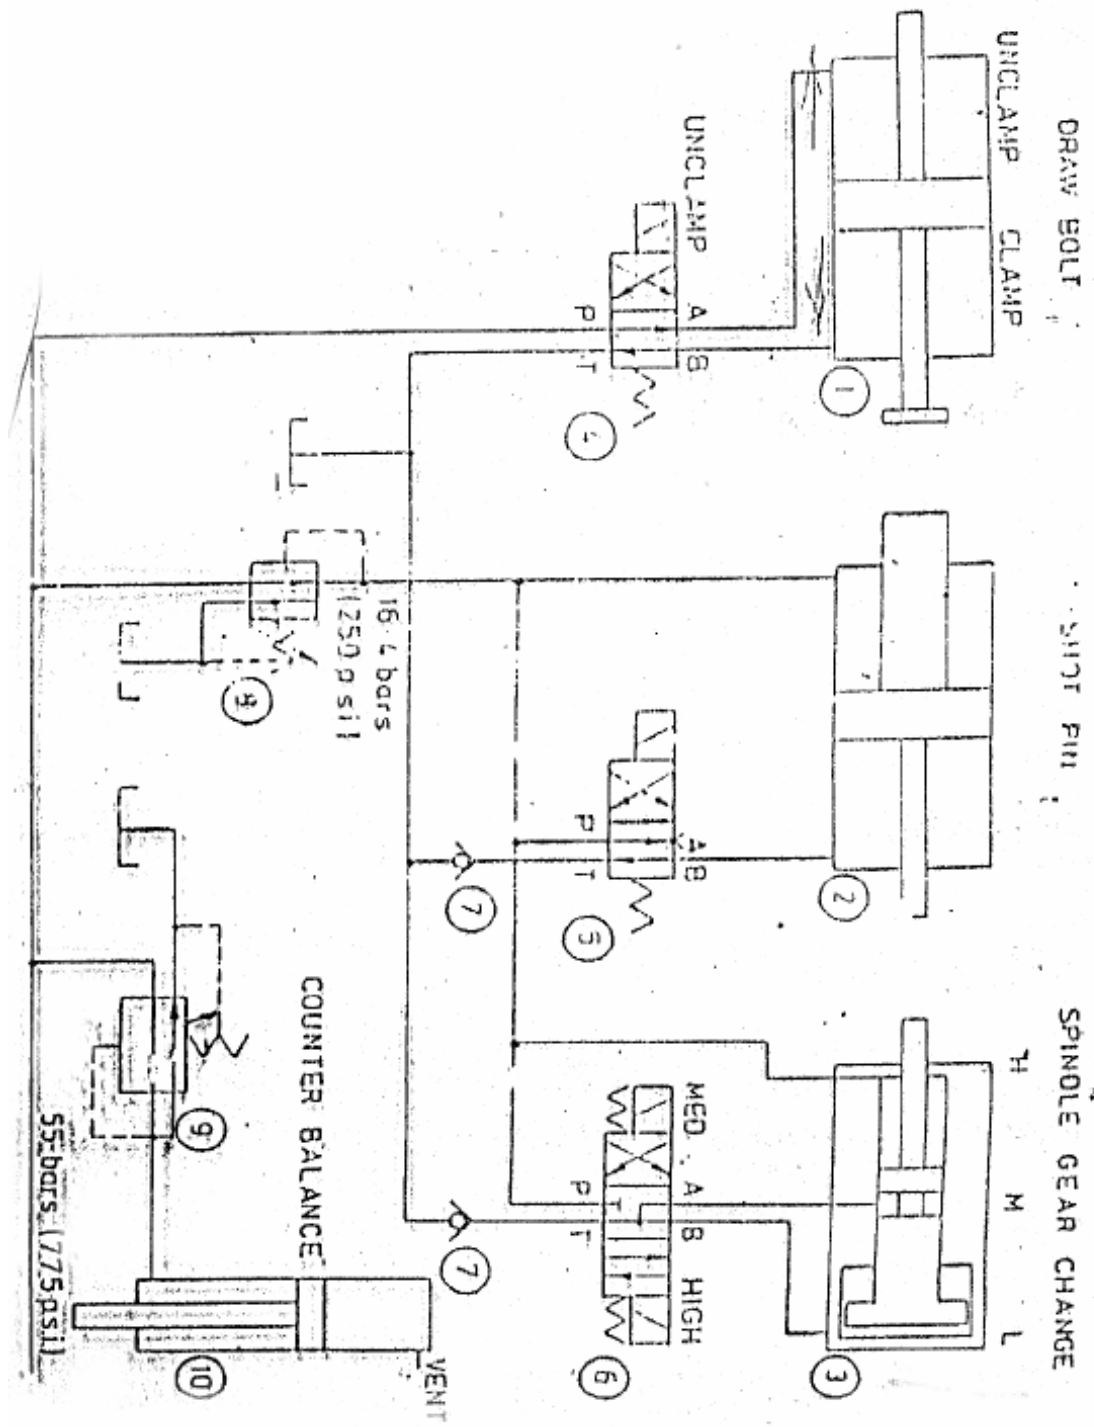 DRAW BOLT
UNCLAMP CLAMP
1
UNCLAMP
A B
P T
4
PIN
2
A B
P T
5
7
16·4 bars
(250 psi)
SPINDLE GEAR CHANGE
H M L
3
MED. A B HIGH
P T
6
7
COUNTER BALANCE
9
55 bars (775 psi)
10
VENT